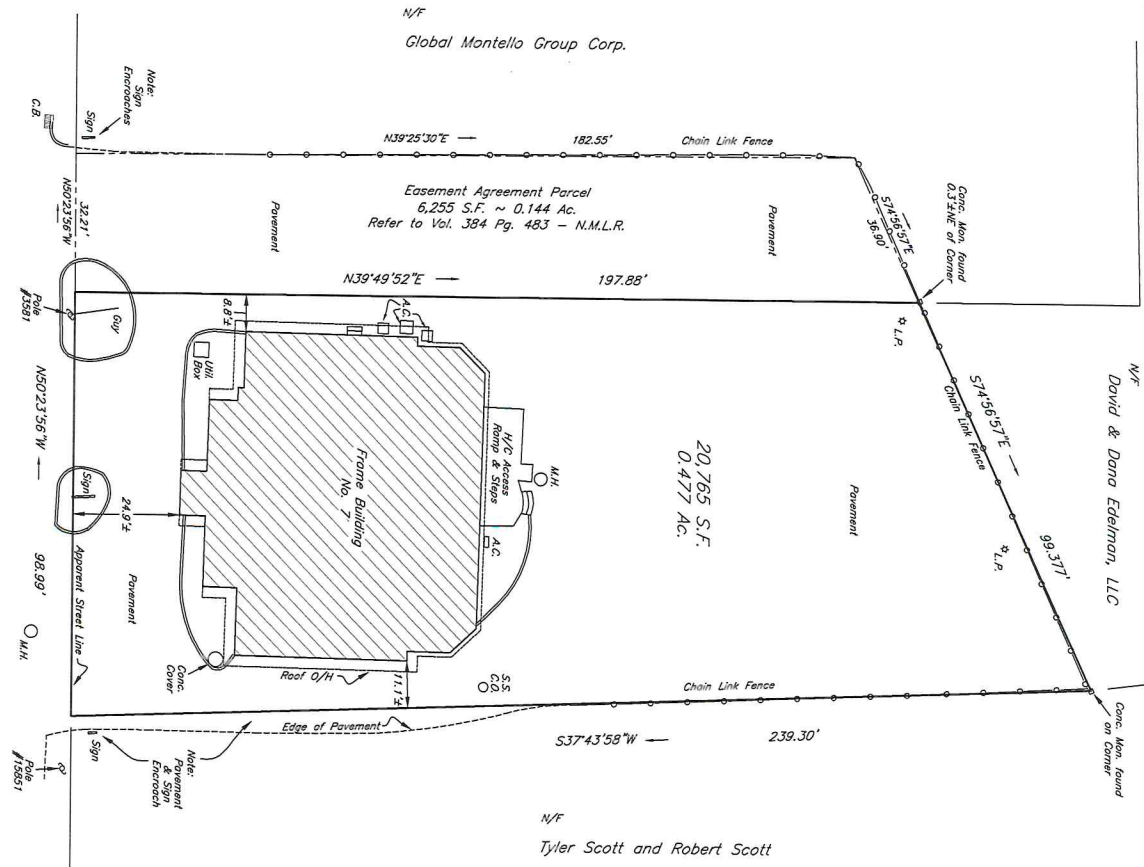 N/F
Global Montello Group Corp.
Note:
Sign
Encroaches
Sign
C.B.
N39°25'30"E
182.55'
Chain Link Fence
Easement Agreement Parcel
6,255 S.F. ~ 0.144 Ac.
Refer to Vol. 384 Pg. 483 - N.M.L.R.
Pavement
Pavement
S74°56'57"E
36.90'
Conc. Mon. found
0.3'±NE of Corner
32.21'
N50°23'56"W
N39°49'52"E
197.88'
N/F
David & Dana Edelman, LLC
Pole
#3581
Guy
8.8'±
A.C.
Util.
Box
L.P.
S74°56'57"E
Chain Link Fence
99.377'
N50°23'56"W
98.99'
Sign
24.9'±
Frame Building
No. 7
H/C Access
Ramp & Steps
M.H.
A.C.
20,765 S.F.
0.477 Ac.
Pavement
L.P.
Apparent Street Line
Pavement
M.H.
Conc.
Cover
Roof O/H
11.1'±
S.S.
C.O.
Chain Link Fence
Conc. Mon. found
on Corner
Edge of Pavement
S37°43'58"W
239.30'
Sign
Pole
#15851
Note:
Pavement
& Sign
Encroach
N/F
Tyler Scott and Robert Scott